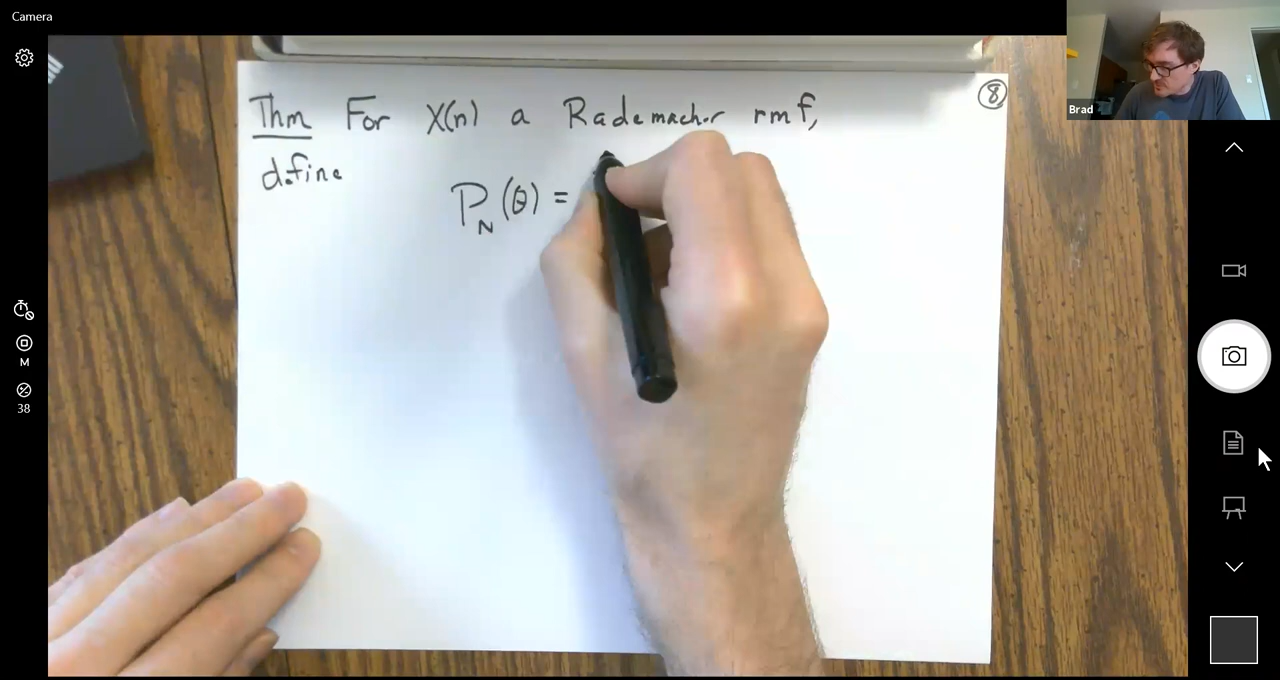 Camera
Brad
8
Thm For X(n) a Rademacher rmf,
define
P_N(θ) =
M
38